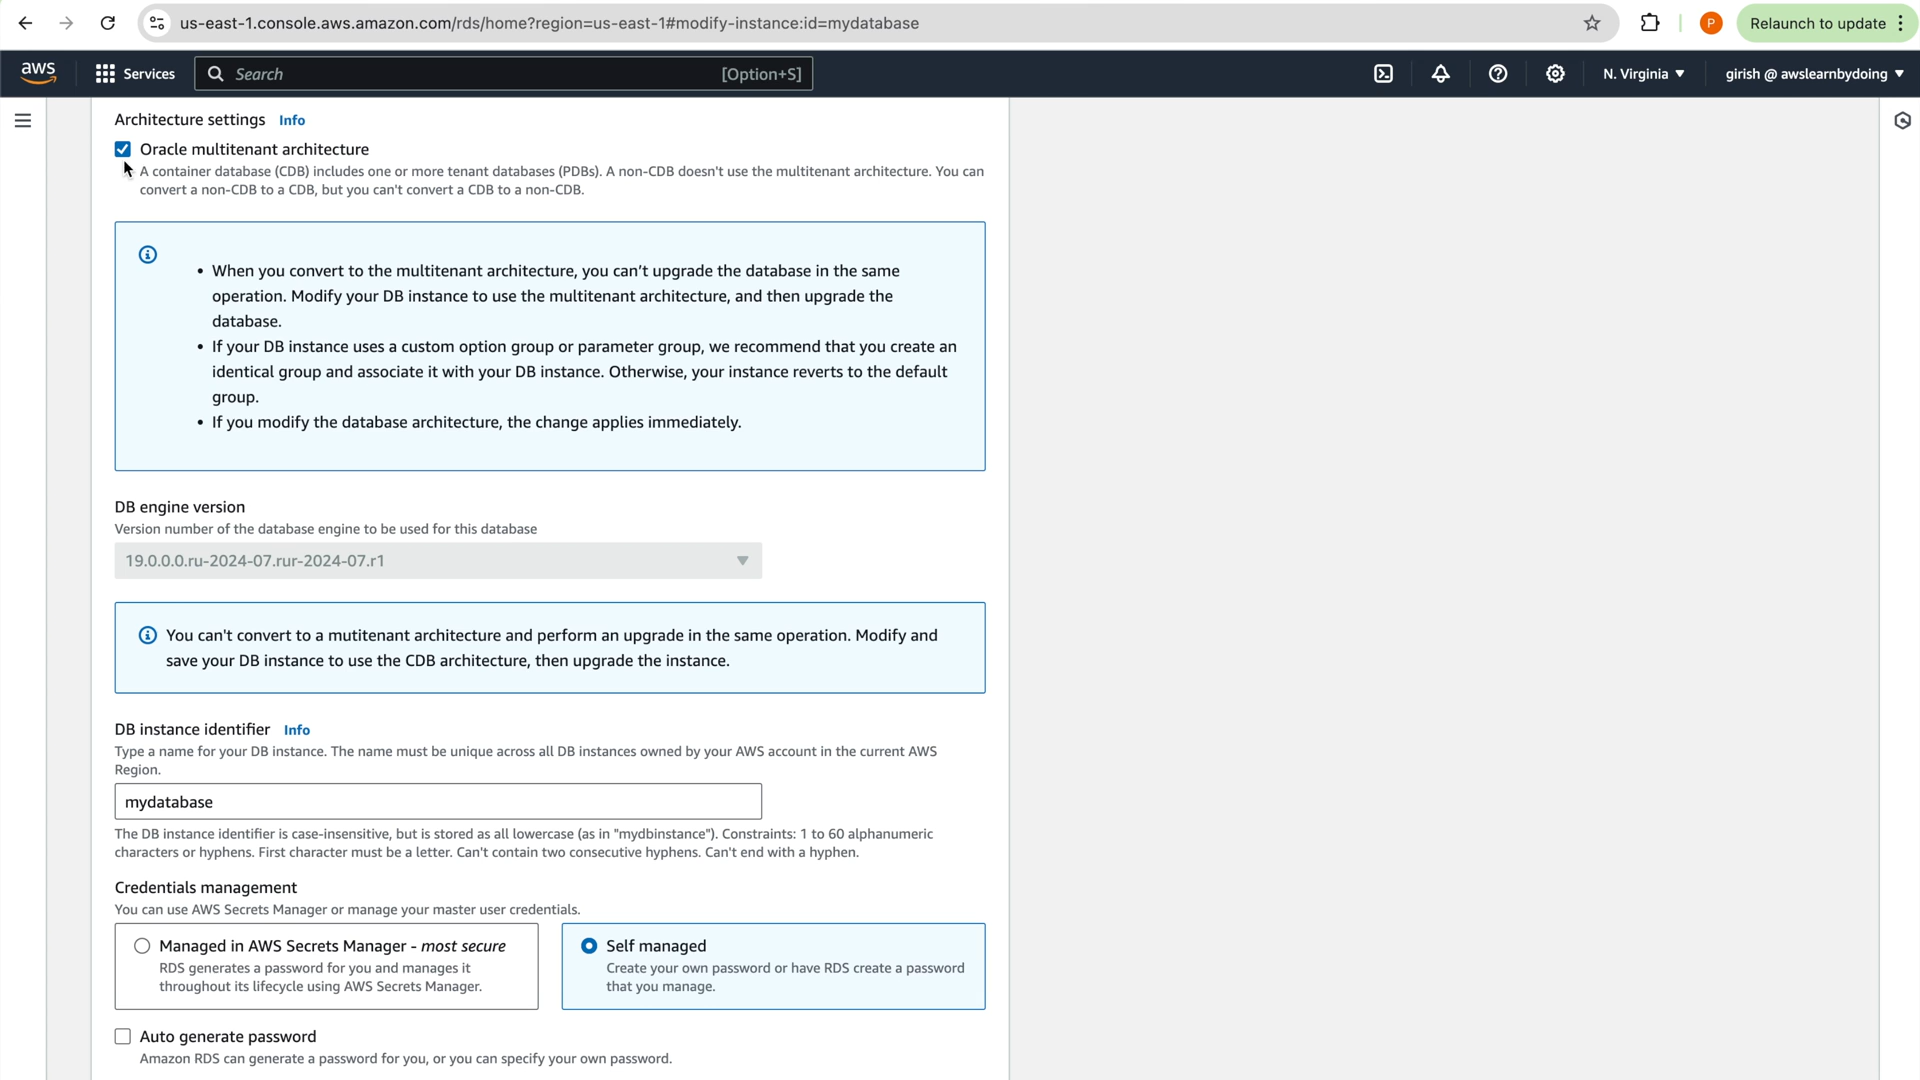 us-east-1.console.aws.amazon.com/rds/home?region=us-east-1#modify-instance:id=mydatabase
P
Relaunch to update
aws
Services
Search
[Option+S]
N. Virginia
girish @ awslearnbydoing
Architecture settings Info
Oracle multitenant architecture
A container database (CDB) includes one or more tenant databases (PDBs). A non-CDB doesn't use the multitenant architecture. You can
convert a non-CDB to a CDB, but you can't convert a CDB to a non-CDB.
• When you convert to the multitenant architecture, you can’t upgrade the database in the same
operation. Modify your DB instance to use the multitenant architecture, and then upgrade the
database.
• If your DB instance uses a custom option group or parameter group, we recommend that you create an
identical group and associate it with your DB instance. Otherwise, your instance reverts to the default
group.
• If you modify the database architecture, the change applies immediately.
DB engine version
Version number of the database engine to be used for this database
19.0.0.0.ru-2024-07.rur-2024-07.r1
You can't convert to a mutitenant architecture and perform an upgrade in the same operation. Modify and
save your DB instance to use the CDB architecture, then upgrade the instance.
DB instance identifier Info
Type a name for your DB instance. The name must be unique across all DB instances owned by your AWS account in the current AWS
Region.
mydatabase
The DB instance identifier is case-insensitive, but is stored as all lowercase (as in "mydbinstance"). Constraints: 1 to 60 alphanumeric
characters or hyphens. First character must be a letter. Can't contain two consecutive hyphens. Can't end with a hyphen.
Credentials management
You can use AWS Secrets Manager or manage your master user credentials.
Managed in AWS Secrets Manager - most secure
RDS generates a password for you and manages it
throughout its lifecycle using AWS Secrets Manager.
Self managed
Create your own password or have RDS create a password
that you manage.
Auto generate password
Amazon RDS can generate a password for you, or you can specify your own password.